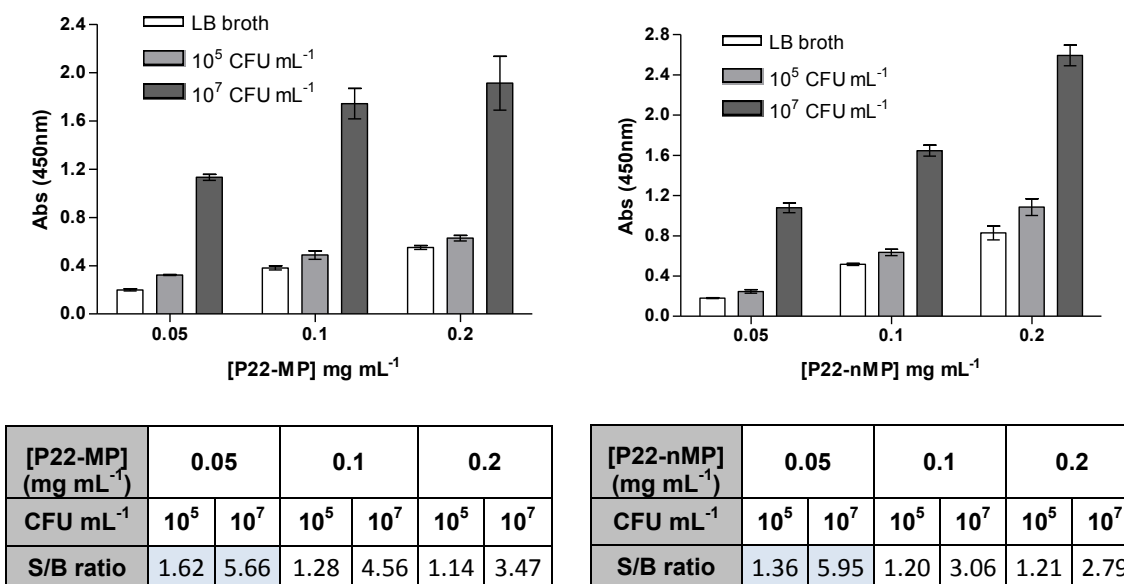 2.4
2.0
1.6
1.2
0.8
0.4
0.0
Abs (450nm)
LB broth
10⁵ CFU mL⁻¹
10⁷ CFU mL⁻¹
0.05 0.1 0.2
[P22-MP] mg mL⁻¹
2.8
2.4
2.0
1.6
1.2
0.8
0.4
0.0
Abs (450nm)
LB broth
10⁵ CFU mL⁻¹
10⁷ CFU mL⁻¹
0.05 0.1 0.2
[P22-nMP] mg mL⁻¹
[P22-MP]
(mg mL⁻¹) 0.05 0.1 0.2
CFU mL⁻¹ 10⁵ 10⁷ 10⁵ 10⁷ 10⁵ 10⁷
S/B ratio 1.62 5.66 1.28 4.56 1.14 3.47
[P22-nMP]
(mg mL⁻¹) 0.05 0.1 0.2
CFU mL⁻¹ 10⁵ 10⁷ 10⁵ 10⁷ 10⁵ 10⁷
S/B ratio 1.36 5.95 1.20 3.06 1.21 2.79